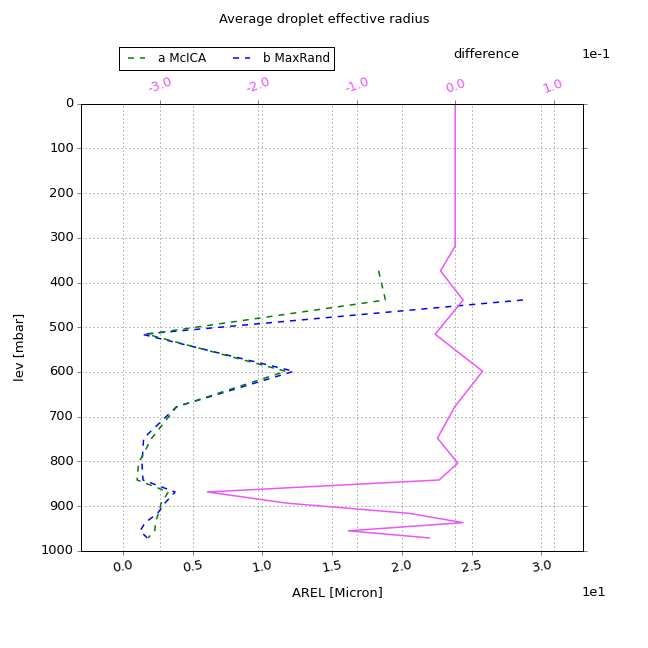 Average droplet effective radius
a McICA b MaxRand difference 1e-1
-3.0 -2.0 -1.0 0.0 1.0
0
100
200
300
400
500
600
700
800
900
1000
lev [mbar]
0.0 0.5 1.0 1.5 2.0 2.5 3.0
AREL [Micron] 1e1